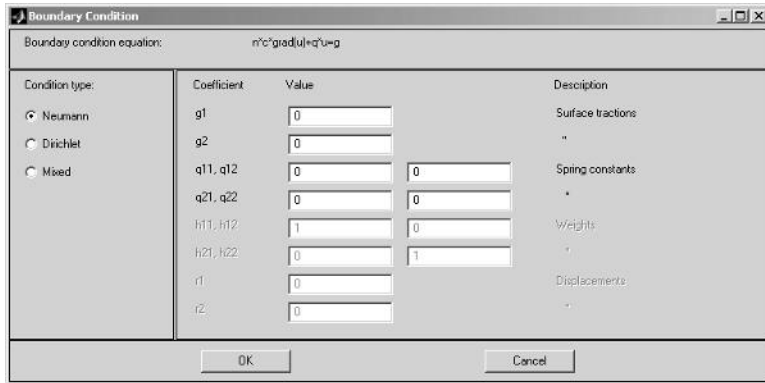 Boundary Condition
Boundary condition equation: n*c*grad(u)+q*u=g
Condition type:
Neumann
Dirichlet
Mixed
Coefficient Value Description
g1 0 Surface tractions
g2 0 "
q11, q12 0 0 Spring constants
q21, q22 0 0 "
h11, h12 1 0 Weights
h21, h22 0 1 "
r1 0 Displacements
r2 0 "
OK Cancel